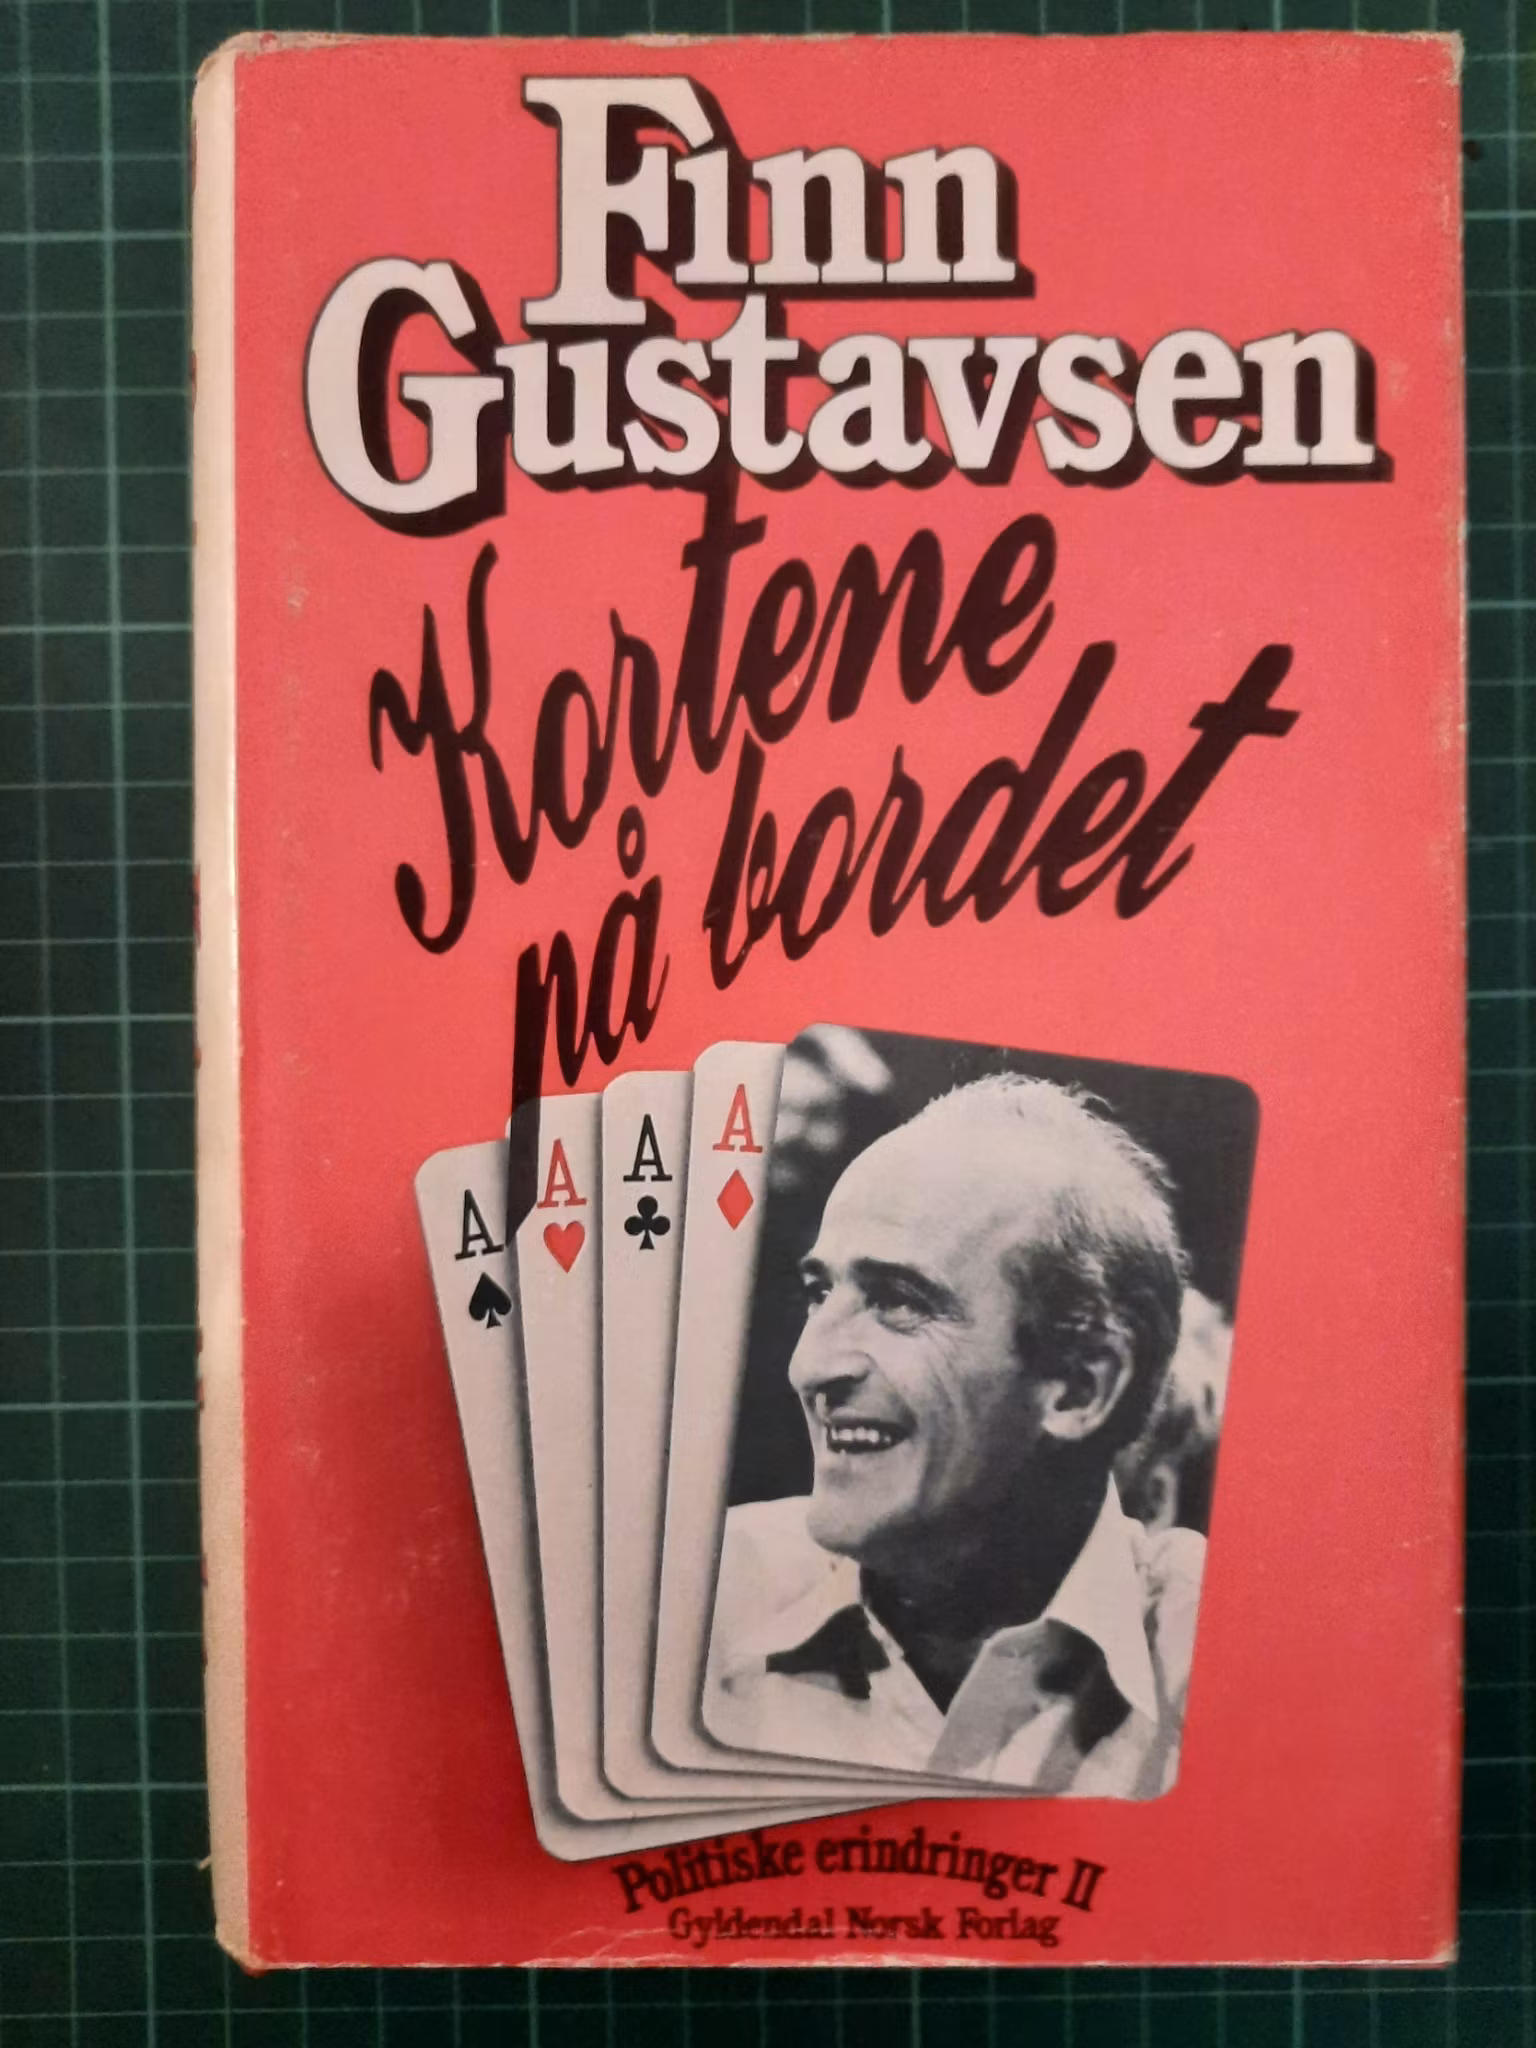 Finn
Gustavsen
Kortene
på bordet
A
A
A
A
Politiske erindringer II
Gyldendal Norsk Forlag